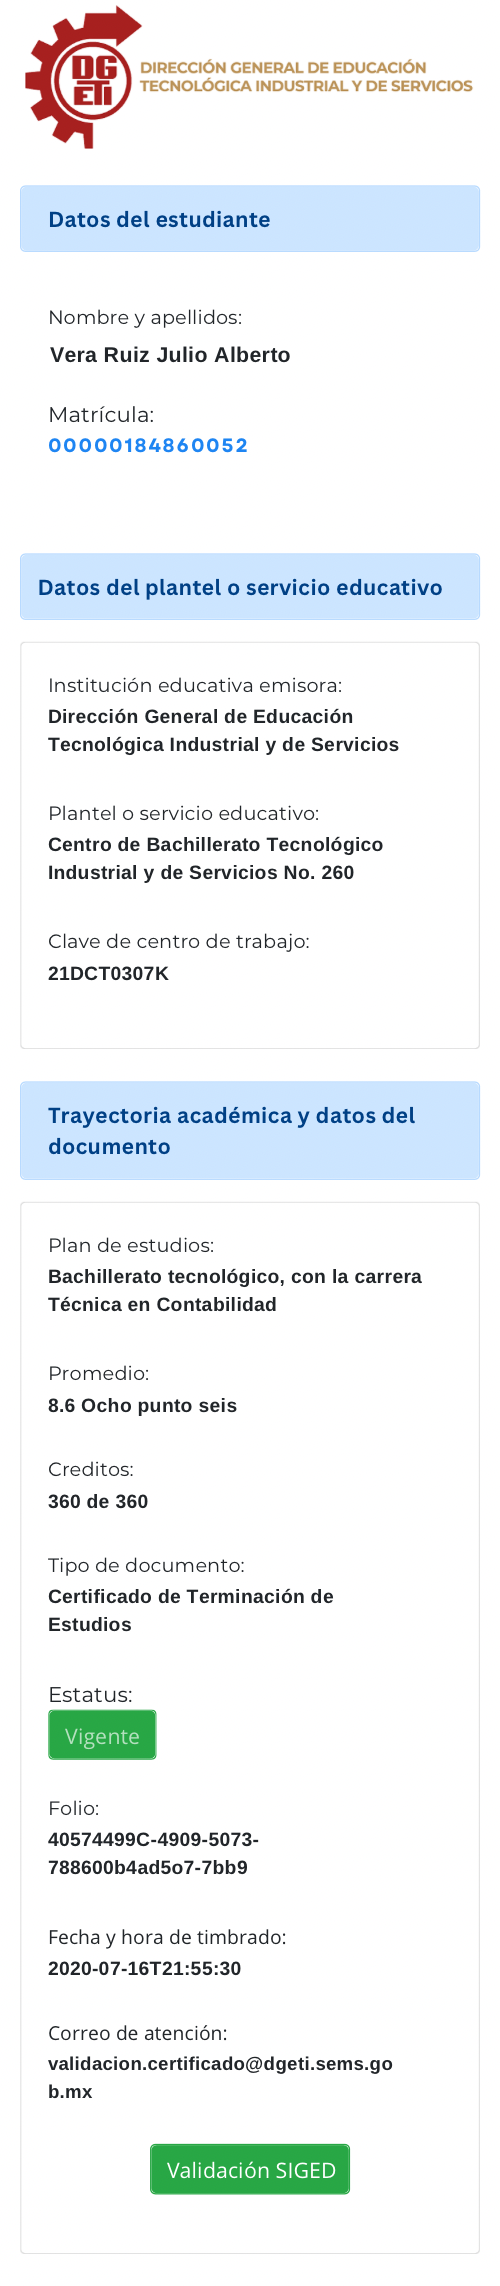 DG
ETI
DIRECCIÓN GENERAL DE EDUCACIÓN
TECNOLÓGICA INDUSTRIAL Y DE SERVICIOS
Datos del estudiante
Nombre y apellidos:
Vera Ruiz Julio Alberto
Matrícula:
00000184860052
Datos del plantel o servicio educativo
Institución educativa emisora:
Dirección General de Educación
Tecnológica Industrial y de Servicios
Plantel o servicio educativo:
Centro de Bachillerato Tecnológico
Industrial y de Servicios No. 260
Clave de centro de trabajo:
21DCT0307K
Trayectoria académica y datos del
documento
Plan de estudios:
Bachillerato tecnológico, con la carrera
Técnica en Contabilidad
Promedio:
8.6 Ocho punto seis
Creditos:
360 de 360
Tipo de documento:
Certificado de Terminación de
Estudios
Estatus:
Vigente
Folio:
40574499C-4909-5073-
788600b4ad5o7-7bb9
Fecha y hora de timbrado:
2020-07-16T21:55:30
Correo de atención:
validacion.certificado@dgeti.sems.go
b.mx
Validación SIGED